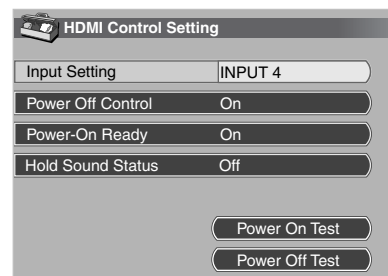 HDMI Control Setting
Input Setting INPUT 4
Power Off Control On
Power-On Ready On
Hold Sound Status Off
Power On Test
Power Off Test